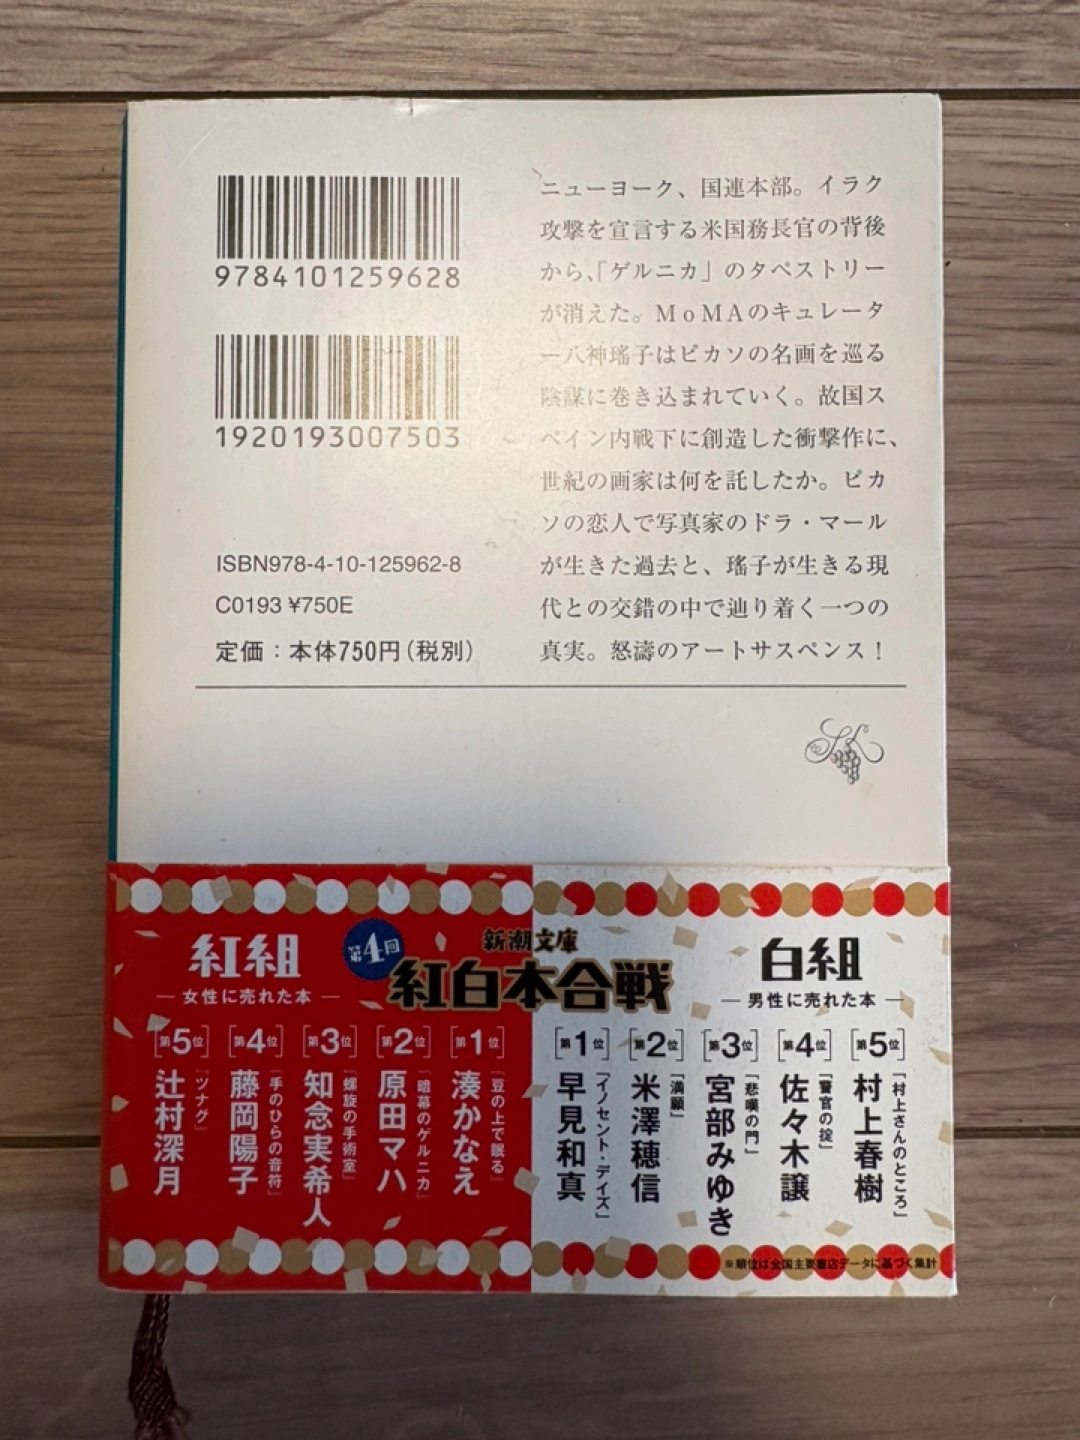 9784101259628
1920193007503
ISBN978-4-10-125962-8
C0193 ¥750E
定価：本体750円(税別)
ニューヨーク、国連本部。イラク
攻撃を宣言する米国務長官の背後
から、「ゲルニカ」のタペストリー
が消えた。MoMAのキュレータ
ー八神瑤子はピカソの名画を巡る
陰謀に巻き込まれていく。故国ス
ペイン内戦下に創造した衝撃作に、
世紀の画家は何を託したか。ピカ
ソの恋人で写真家のドラ・マール
が生きた過去と、瑤子が生きる現
代との交錯の中で辿り着く一つの
真実。怒濤のアートサスペンス！
第4回
新潮文庫
紅白本合戦
紅組
女性に売れた本
第1位
「豆の上で眠る」
湊かなえ
第2位
「暗幕のゲルニカ」
原田マハ
第3位
「螺旋の手術室」
知念実希人
第4位
「手のひらの音符」
藤岡陽子
第5位
「ツナグ」
辻村深月
白組
男性に売れた本
第1位
「イノセント・デイズ」
早見和真
第2位
「満願」
米澤穂信
第3位
「悲嘆の門」
宮部みゆき
第4位
「警官の掟」
佐々木譲
第5位
「村上さんのところ」
村上春樹
※順位は全国主要書店データに基づく集計